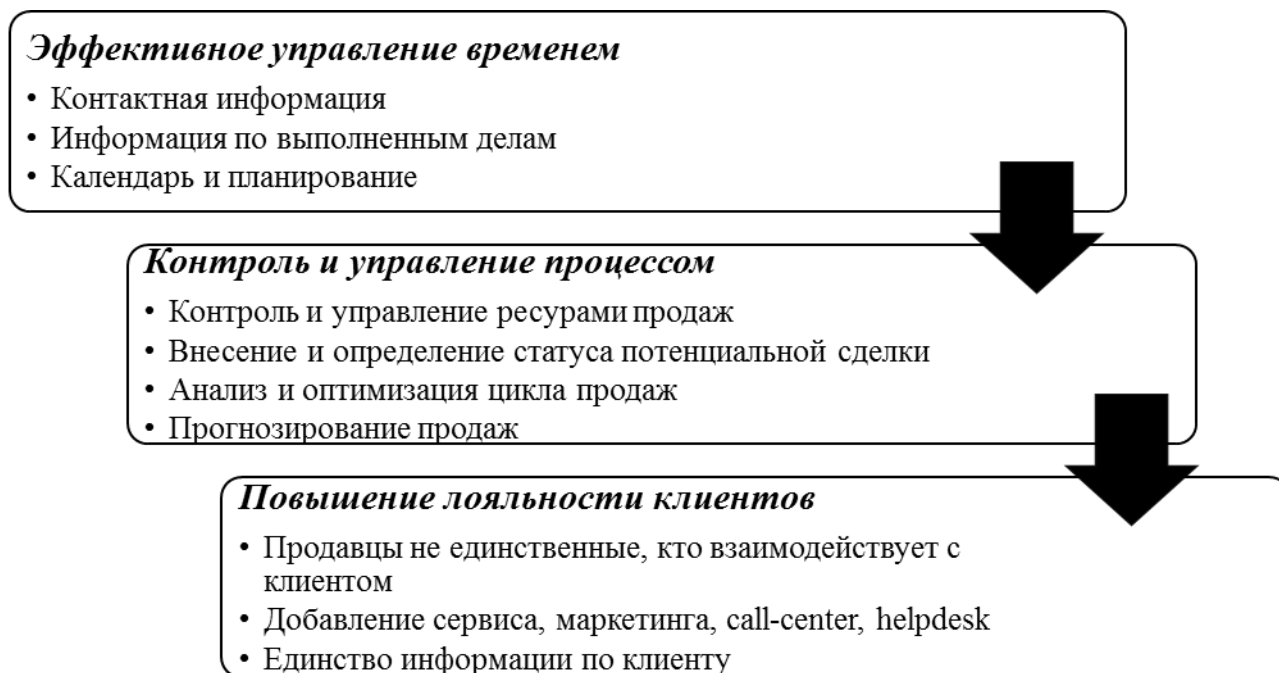 Эффективное управление временем
• Контактная информация
• Информация по выполненным делам
• Календарь и планирование
Контроль и управление процессом
• Контроль и управление ресурами продаж
• Внесение и определение статуса потенциальной сделки
• Анализ и оптимизация цикла продаж
• Прогнозирование продаж
Повышение лояльности клиентов
• Продавцы не единственные, кто взаимодействует с
клиентом
• Добавление сервиса, маркетинга, call-center, helpdesk
• Единство информации по клиенту